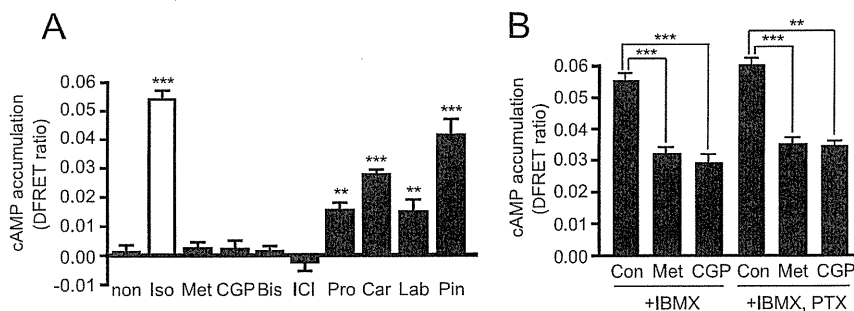 A
cAMP accumulation
(DFRET ratio)
0.06
0.05
0.04
0.03
0.02
0.01
0.00
-0.01
***
**
***
**
***
non Iso Met CGP Bis ICI Pro Car Lab Pin
B
cAMP accumulation
(DFRET ratio)
0.06
0.05
0.04
0.03
0.02
0.01
0.00
***
***
**
***
Con Met CGP Con Met CGP
+IBMX +IBMX, PTX